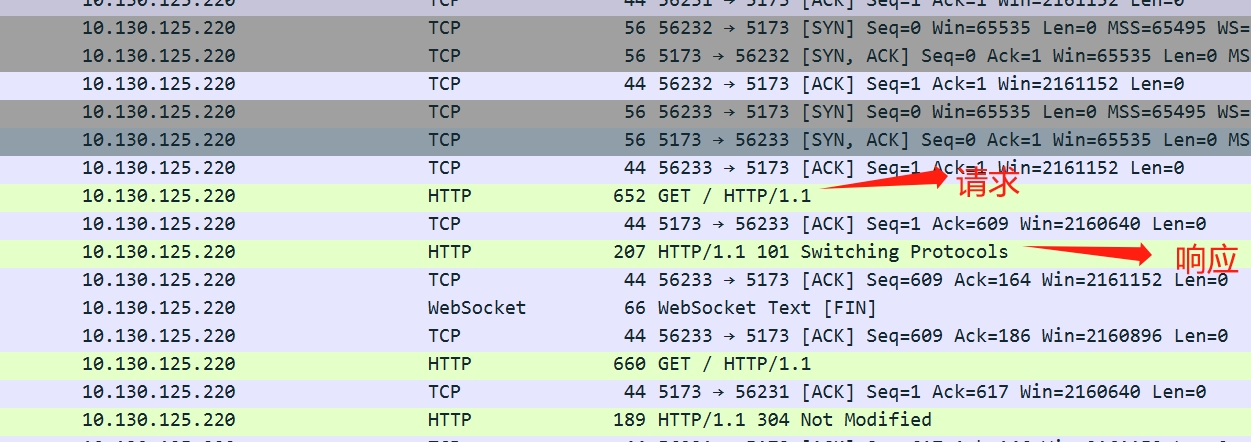 10.130.125.220 TCP 44 56231 → 5173 [ACK] Seq=1 Ack=1 Win=2161152 Len=0
10.130.125.220 TCP 56 56232 → 5173 [SYN] Seq=0 Win=65535 Len=0 MSS=65495 WS=
10.130.125.220 TCP 56 5173 → 56232 [SYN, ACK] Seq=0 Ack=1 Win=65535 Len=0 MS
10.130.125.220 TCP 44 56232 → 5173 [ACK] Seq=1 Ack=1 Win=2161152 Len=0
10.130.125.220 TCP 56 56233 → 5173 [SYN] Seq=0 Win=65535 Len=0 MSS=65495 WS=
10.130.125.220 TCP 56 5173 → 56233 [SYN, ACK] Seq=0 Ack=1 Win=65535 Len=0 MS
10.130.125.220 TCP 44 56233 → 5173 [ACK] Seq=1 Ack=1 Win=2161152 Len=0
请求
10.130.125.220 HTTP 652 GET / HTTP/1.1
10.130.125.220 TCP 44 5173 → 56233 [ACK] Seq=1 Ack=609 Win=2160640 Len=0
10.130.125.220 HTTP 207 HTTP/1.1 101 Switching Protocols
响应
10.130.125.220 TCP 44 56233 → 5173 [ACK] Seq=609 Ack=164 Win=2161152 Len=0
10.130.125.220 WebSocket 66 WebSocket Text [FIN]
10.130.125.220 TCP 44 56233 → 5173 [ACK] Seq=609 Ack=186 Win=2160896 Len=0
10.130.125.220 HTTP 660 GET / HTTP/1.1
10.130.125.220 TCP 44 5173 → 56231 [ACK] Seq=1 Ack=617 Win=2160640 Len=0
10.130.125.220 HTTP 189 HTTP/1.1 304 Not Modified